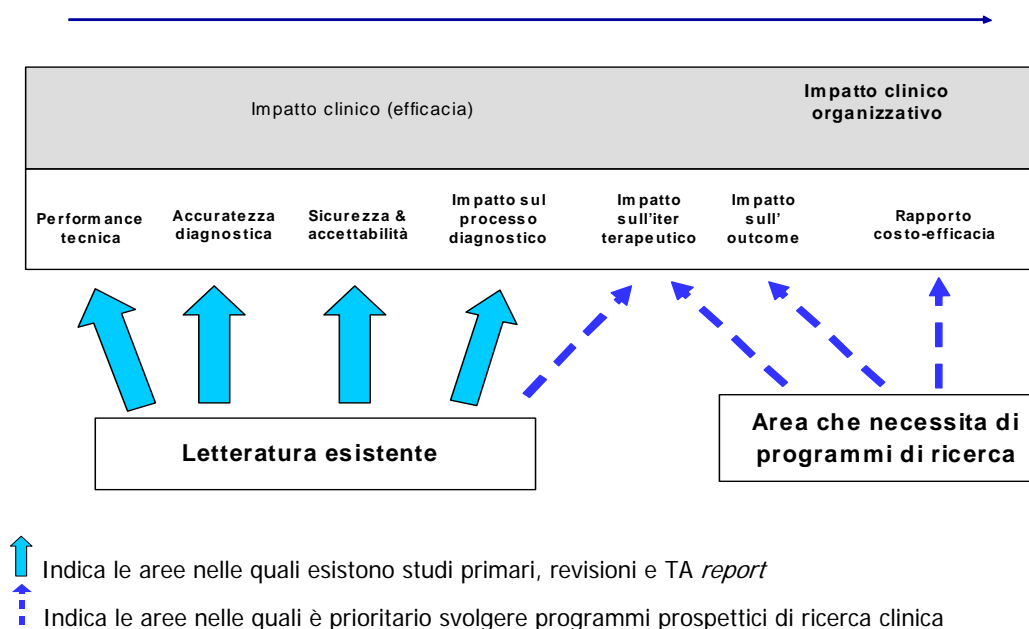 Impatto clinico (efficacia)
Impatto clinico
organizzativo
Performance
tecnica
Accuratezza
diagnostica
Sicurezza &
accettabilità
Impatto sul
processo
diagnostico
Impatto
sull'iter
terapeutico
Impatto
sull'
outcome
Rapporto
costo-efficacia
Letteratura esistente
Area che necessita di
programmi di ricerca
Indica le aree nelle quali esistono studi primari, revisioni e TA report
Indica le aree nelle quali è prioritario svolgere programmi prospettici di ricerca clinica